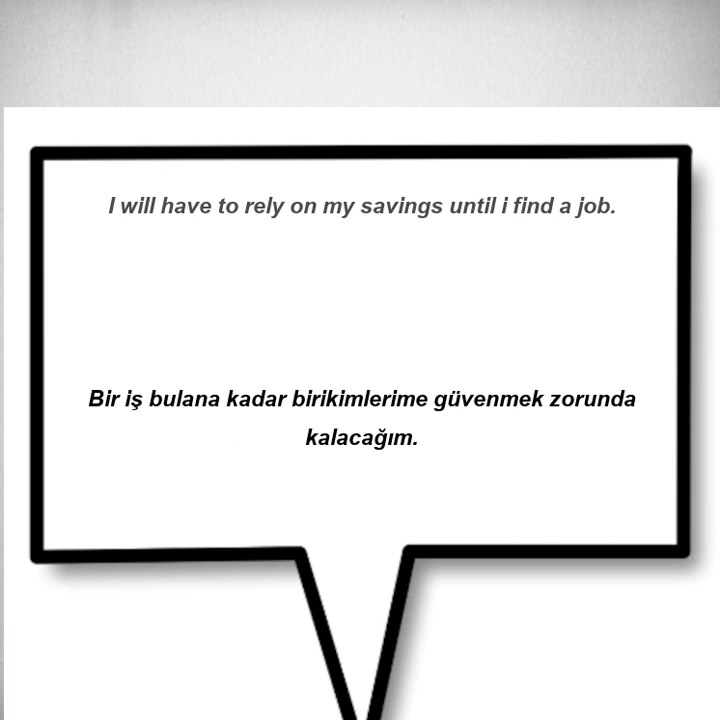 I will have to rely on my savings until i find a job.
Bir iş bulana kadar birikimlerime güvenmek zorunda
kalacağım.